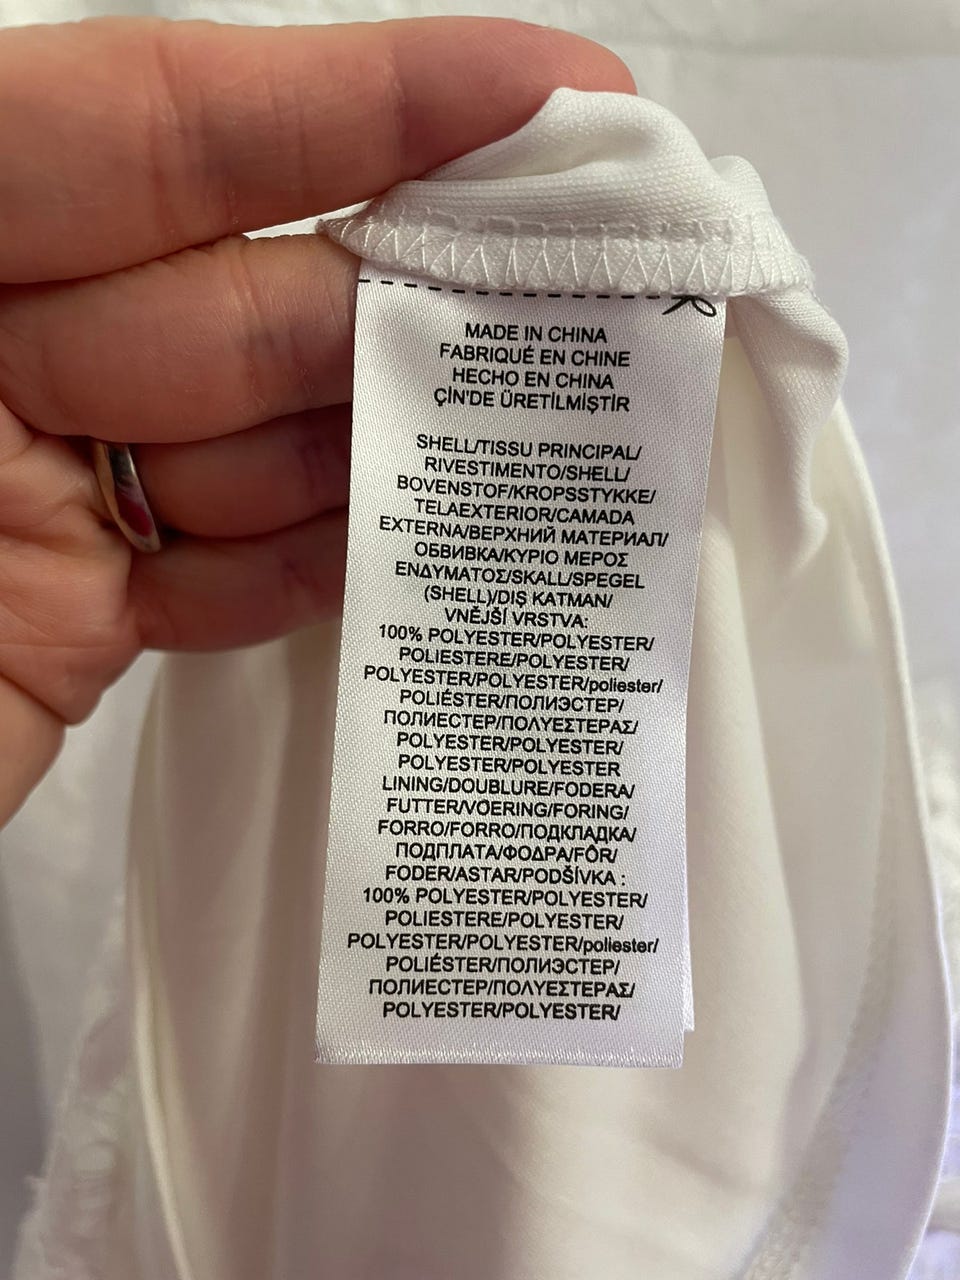 MADE IN CHINA
FABRIQUÉ EN CHINE
HECHO EN CHINA
ÇİN'DE ÜRETİLMİŞTİR
SHELL/TISSU PRINCIPAL/
RIVESTIMENTO/SHELL/
BOVENSTOF/KROPSSTYKKE/
TELAEXTERIOR/CAMADA
EXTERNA/ВЕРХНИЙ МАТЕРИАЛ/
ОБВИВКА/ΚΥΡΙΟ ΜΕΡΟΣ
ΕΝΔΥΜΑΤΟΣ/SKALL/SPEGEL
(SHELL)/DIŞ KATMAN/
VNĚJŠÍ VRSTVA:
100% POLYESTER/POLYESTER/
POLIESTERE/POLYESTER/
POLYESTER/POLYESTER/poliester/
POLIÉSTER/ПОЛИЭСТЕР/
ПОЛИЕСТЕР/ΠΟΛΥΕΣΤΕΡΑΣ/
POLYESTER/POLYESTER/
POLYESTER/POLYESTER
LINING/DOUBLURE/FODERA/
FUTTER/VOERING/FORING/
FORRO/FORRO/ПОДКЛАДКА/
ПОДПЛАТА/ΦΟΔΡΑ/FÔR/
FODER/ASTAR/PODŠÍVKA :
100% POLYESTER/POLYESTER/
POLIESTERE/POLYESTER/
POLYESTER/POLYESTER/poliester/
POLIÉSTER/ПОЛИЭСТЕР/
ПОЛИЕСТЕР/ΠΟΛΥΕΣΤΕΡΑΣ/
POLYESTER/POLYESTER/